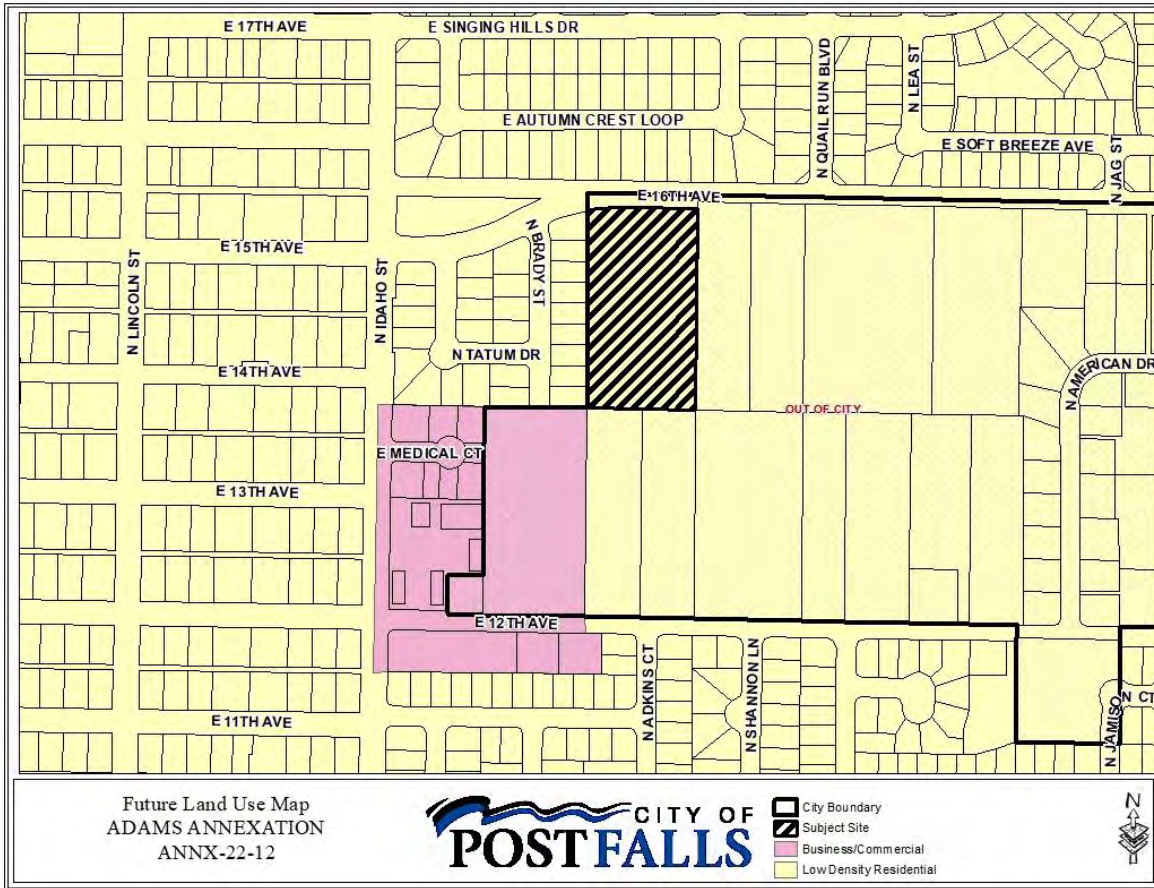 E 17TH AVE
E SINGING HILLS DR
N QUAIL RUN BLVD
N LEA ST
E AUTUMN CREST LOOP
E SOFT BREEZE AVE
N JAG ST
E 16TH AVE
N BRADY ST
E 15TH AVE
N LINCOLN ST
N IDAHO ST
N TATUM DR
E 14TH AVE
N AMERICAN DR
OUT OF CITY
E MEDICAL CT
E 13TH AVE
E 12TH AVE
N ADKINS CT
N SHANNON LN
E 11TH AVE
N JAMISO
N CT
Future Land Use Map
ADAMS ANNEXATION
ANNX-22-12
CITY OF
POST FALLS
City Boundary
Subject Site
Business/Commercial
Low Density Residential
N